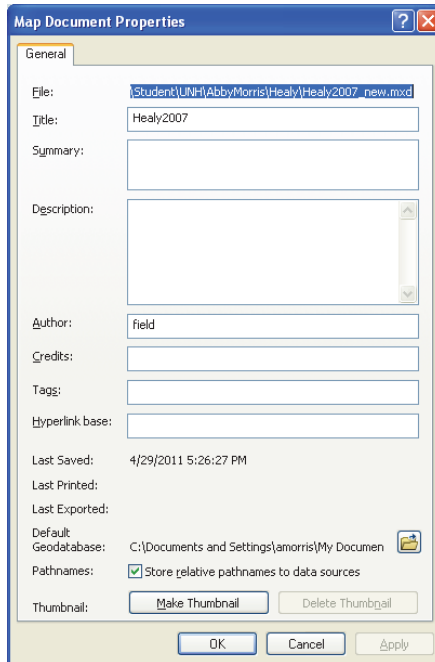 Map Document Properties
General
File: \Student\UNH\AbbyMorris\Healy\Healy2007_new.mxd
Title: Healy2007
Summary:
Description:
Author: field
Credits:
Tags:
Hyperlink base:
Last Saved: 4/29/2011 5:26:27 PM
Last Printed:
Last Exported:
Default
Geodatabase: C:\Documents and Settings\amorris\My Documen
Pathnames: Store relative pathnames to data sources
Thumbnail: Make Thumbnail Delete Thumbnail
OK Cancel Apply